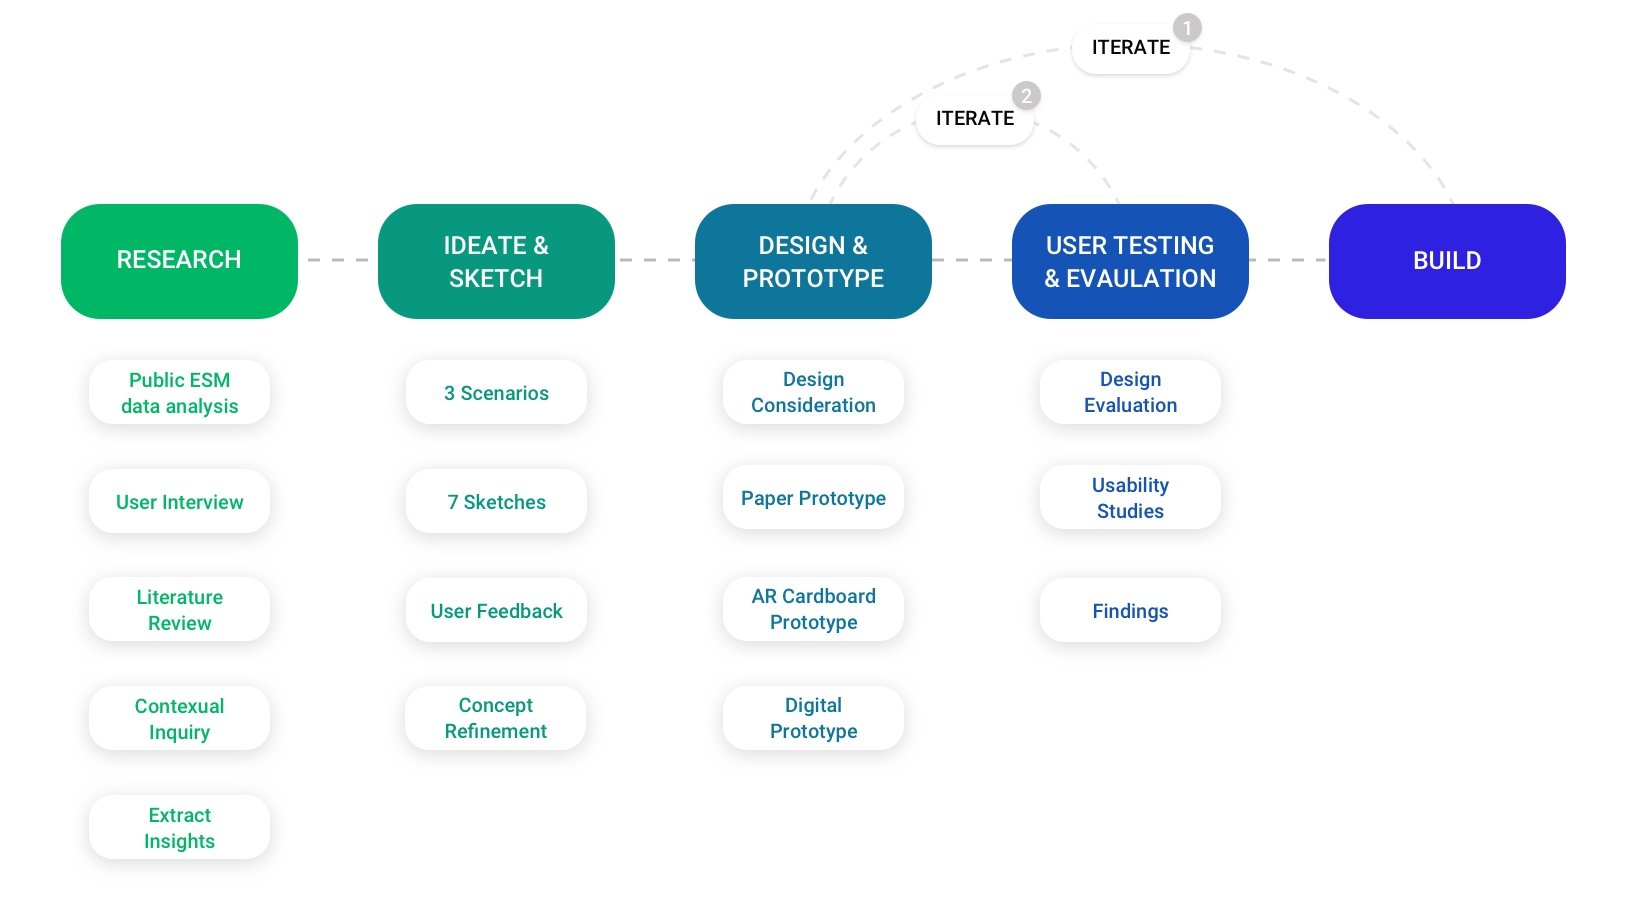 ITERATE
1
ITERATE
2
RESEARCH
IDEATE &
SKETCH
DESIGN &
PROTOTYPE
USER TESTING
& EVAULATION
BUILD
Public ESM
data analysis
User Interview
Literature
Review
Contexual
Inquiry
Extract
Insights
3 Scenarios
7 Sketches
User Feedback
Concept
Refinement
Design
Consideration
Paper Prototype
AR Cardboard
Prototype
Digital
Prototype
Design
Evaluation
Usability
Studies
Findings